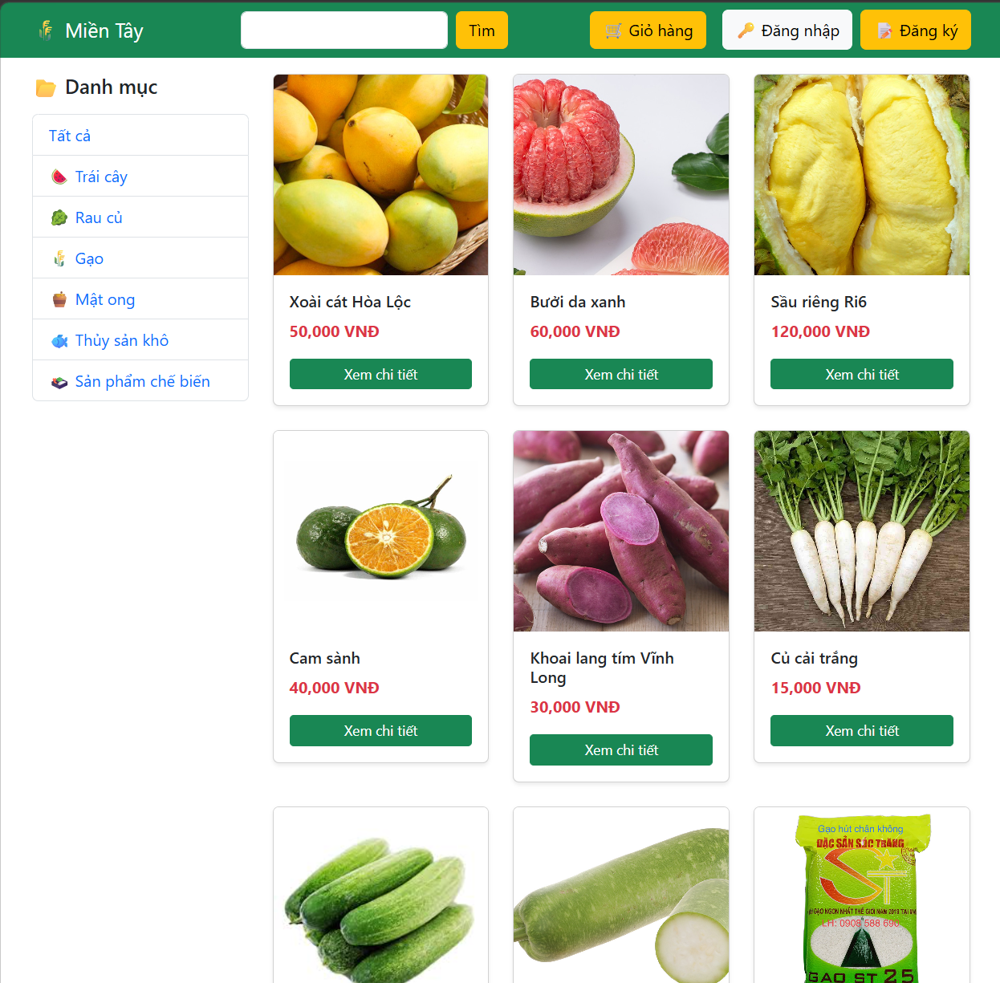 Miền Tây
Tìm
Giỏ hàng
Đăng nhập
Đăng ký
Danh mục
Tất cả
Trái cây
Rau củ
Gạo
Mật ong
Thủy sản khô
Sản phẩm chế biến
Xoài cát Hòa Lộc
50,000 VNĐ
Xem chi tiết
Bưởi da xanh
60,000 VNĐ
Xem chi tiết
Sầu riêng Ri6
120,000 VNĐ
Xem chi tiết
Cam sành
40,000 VNĐ
Xem chi tiết
Khoai lang tím Vĩnh
Long
30,000 VNĐ
Xem chi tiết
Củ cải trắng
15,000 VNĐ
Xem chi tiết
Gạo hút chân không
ĐẶC SẢN SÓC TRĂNG
ST
GẠO NGON NHẤT THẾ GIỚI NĂM 2019 TẠI
LH: 0908 588 690
GẠO ST 25